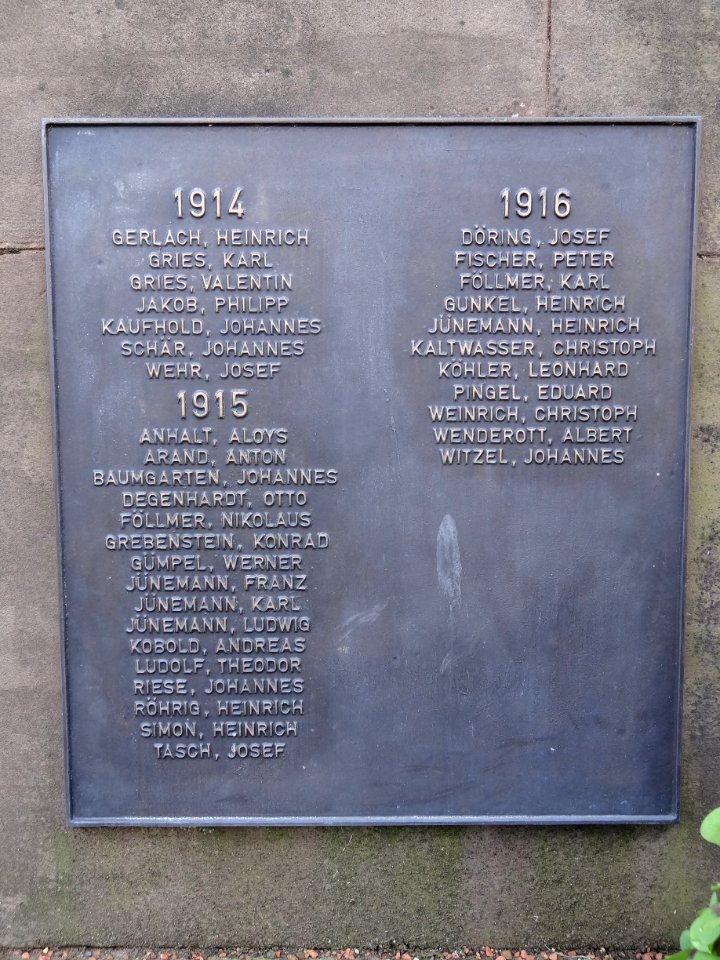 1914
GERLACH, HEINRICH
GRIES, KARL
GRIES, VALENTIN
JAKOB, PHILIPP
KAUFHOLD, JOHANNES
SCHÄR, JOHANNES
WEHR, JOSEF
1915
ANHALT, ALOYS
ARAND, ANTON
BAUMGARTEN, JOHANNES
DEGENHARDT, OTTO
FÖLLMER, NIKOLAUS
GREBENSTEIN, KONRAD
GÜMPEL, WERNER
JÜNEMANN, FRANZ
JÜNEMANN, KARL
JÜNEMANN, LUDWIG
KOBOLD, ANDREAS
LUDOLF, THEODOR
RIESE, JOHANNES
RÖHRIG, HEINRICH
SIMON, HEINRICH
TASCH, JOSEF
1916
DÖRING, JOSEF
FISCHER, PETER
FÖLLMER, KARL
GUNKEL, HEINRICH
JÜNEMANN, HEINRICH
KALTWASSER, CHRISTOPH
KÖHLER, LEONHARD
PINGEL, EDUARD
WEINRICH, CHRISTOPH
WENDEROTT, ALBERT
WITZEL, JOHANNES